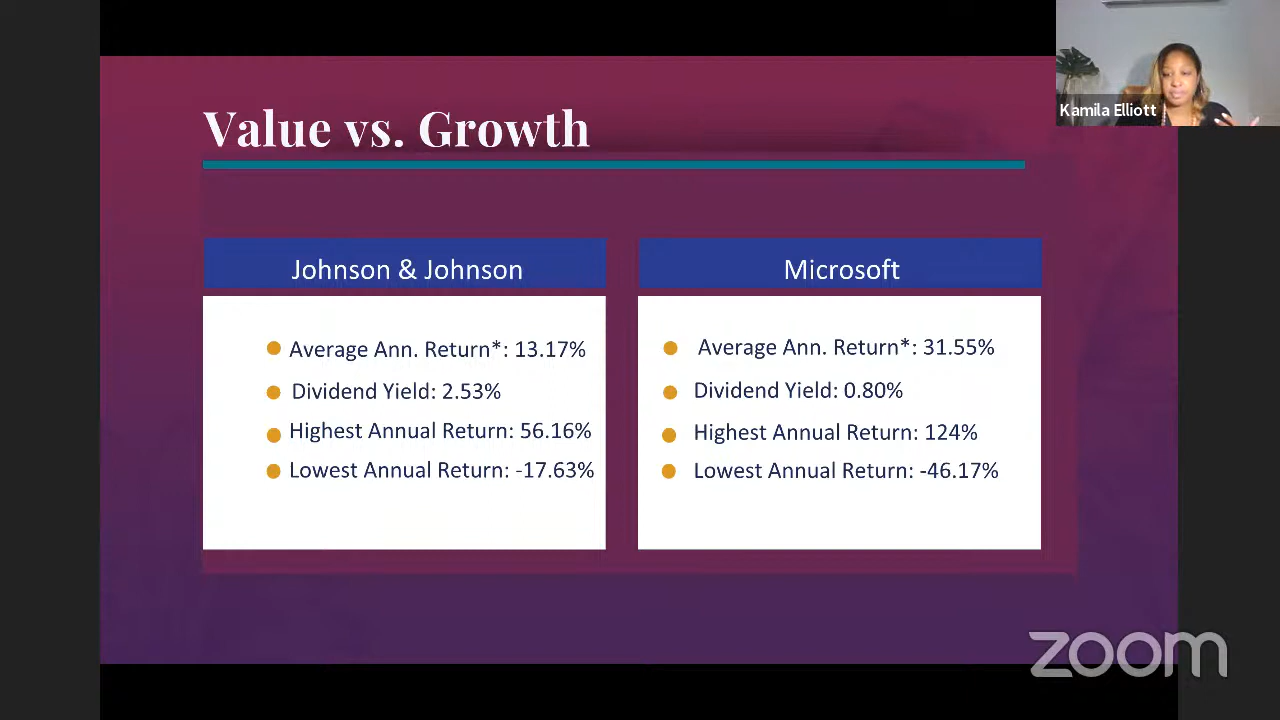 Kamila Elliott
Value vs. Growth
Johnson & Johnson
Average Ann. Return*: 13.17%
Dividend Yield: 2.53%
Highest Annual Return: 56.16%
Lowest Annual Return: -17.63%
Microsoft
Average Ann. Return*: 31.55%
Dividend Yield: 0.80%
Highest Annual Return: 124%
Lowest Annual Return: -46.17%
zoom